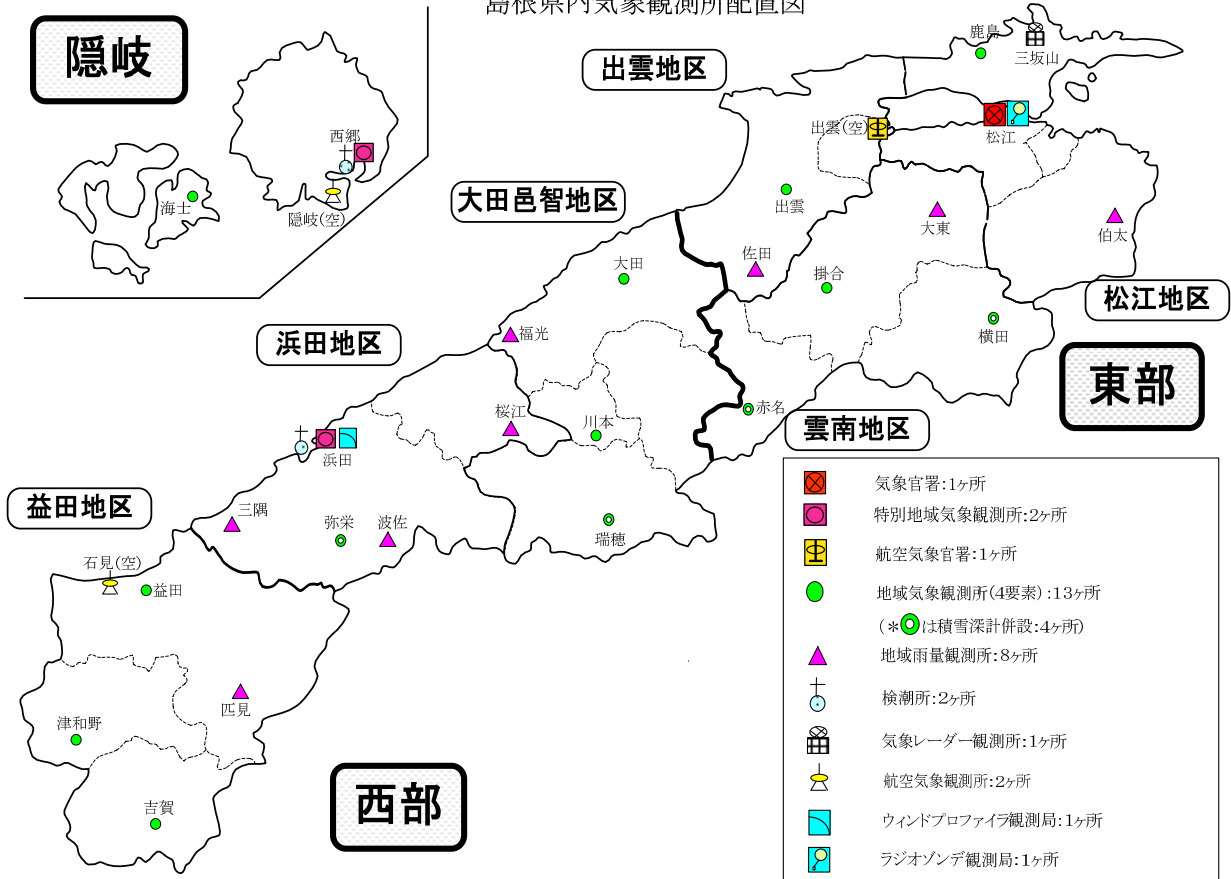 島根県内気象観測所配置図
隠岐
西郷
海士
隠岐(空)
出雲地区
鹿島
三坂山
出雲(空)
松江
大田邑智地区
出雲
大東
伯太
佐田
掛合
大田
松江地区
横田
福光
浜田地区
東部
桜江
川本
赤名
雲南地区
浜田
益田地区
三隅
弥栄
波佐
瑞穂
石見(空)
益田
匹見
津和野
吉賀
西部
気象官署:1ヶ所
特別地域気象観測所:2ヶ所
航空気象官署:1ヶ所
地域気象観測所(4要素):13ヶ所
(*◎は積雪深計併設:4ヶ所)
地域雨量観測所:8ヶ所
検潮所:2ヶ所
気象レーダー観測所:1ヶ所
航空気象観測所:2ヶ所
ウィンドプロファイラ観測局:1ヶ所
ラジオゾンデ観測局:1ヶ所